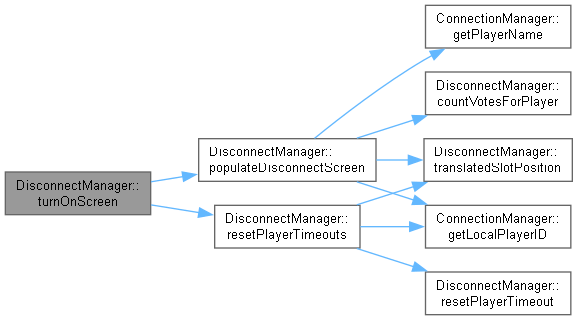 DisconnectManager::
turnOnScreen
DisconnectManager::
populateDisconnectScreen
DisconnectManager::
resetPlayerTimeouts
ConnectionManager::
getPlayerName
DisconnectManager::
countVotesForPlayer
DisconnectManager::
translatedSlotPosition
ConnectionManager::
getLocalPlayerID
DisconnectManager::
resetPlayerTimeout